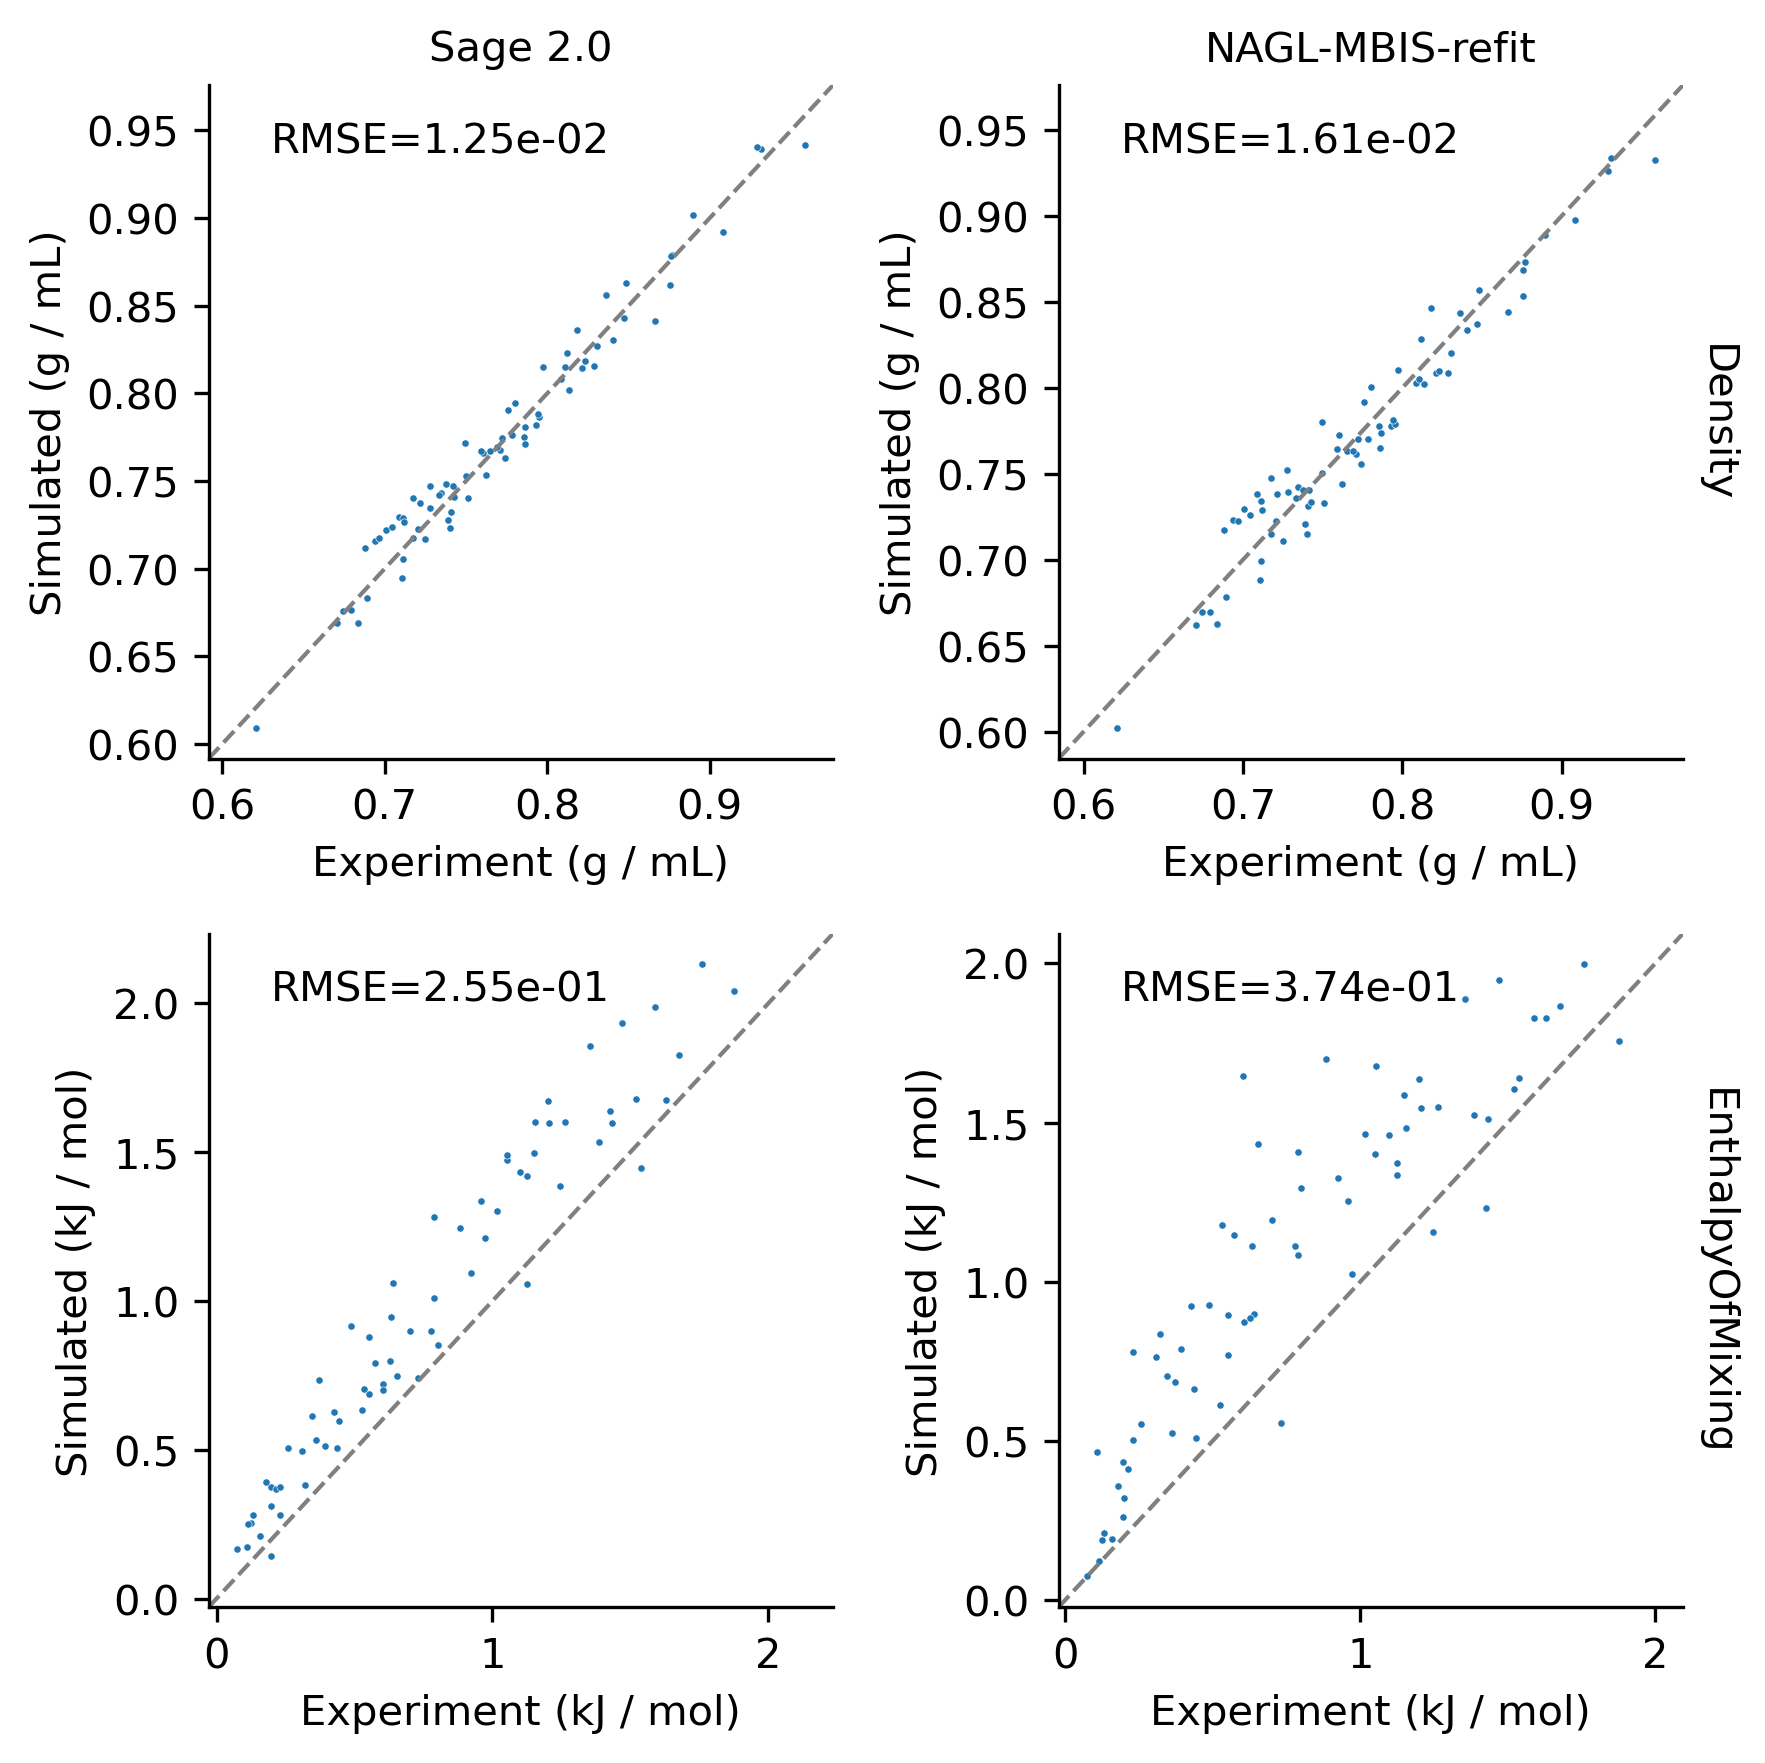 Sage 2.0
NAGL-MBIS-refit
RMSE=1.25e-02
0.95
0.90
0.85
0.80
0.75
0.70
0.65
0.60
Simulated (g / mL)
0.6 0.7 0.8 0.9
Experiment (g / mL)
RMSE=1.61e-02
0.95
0.90
0.85
0.80
0.75
0.70
0.65
0.60
Simulated (g / mL)
0.6 0.7 0.8 0.9
Experiment (g / mL)
Density
RMSE=2.55e-01
2.0
1.5
1.0
0.5
0.0
Simulated (kJ / mol)
0 1 2
Experiment (kJ / mol)
RMSE=3.74e-01
2.0
1.5
1.0
0.5
0.0
Simulated (kJ / mol)
0 1 2
Experiment (kJ / mol)
EnthalpyOfMixing